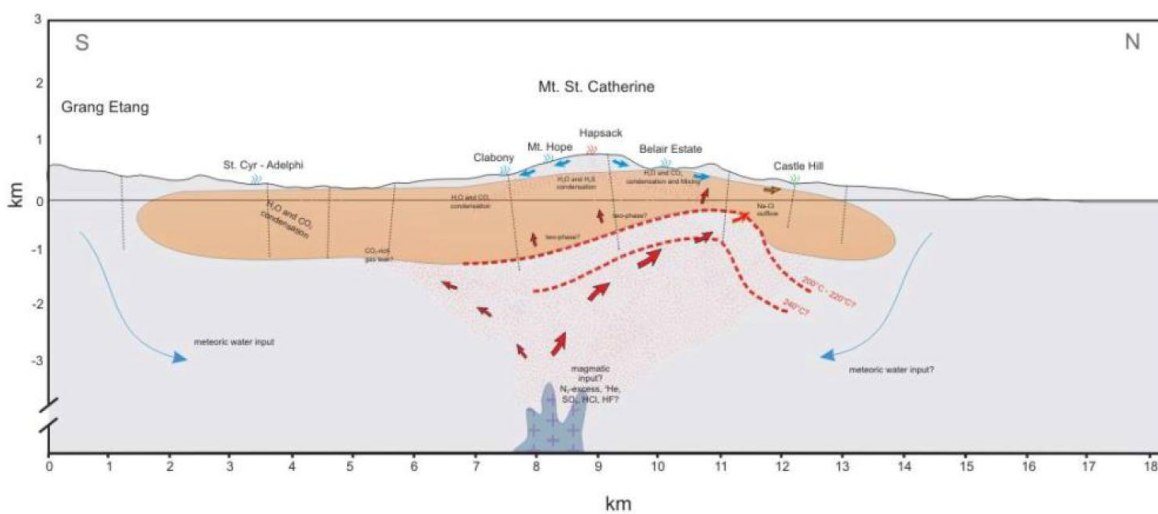 S
N
Mt. St. Catherine
Grang Etang
Hapsack
Mt. Hope
Belair Estate
Clabony
St. Cyr - Adelphi
Castle Hill
H₂O and CO₂
condensation
H₂O and CO₂
condensation
H₂O and H₂S
condensation
H₂O and CO₂
condensation and Mixing
Na-Cl
outflow
two-phase?
two-phase?
CO₂-rich
gas leak?
200°C - 220°C?
240°C?
meteoric water input
meteoric water input?
magmatic
input?
N₂-excess, ³He,
SO₂, HCl, HF?
km
3
2
1
0
-1
-2
-3
0 1 2 3 4 5 6 7 8 9 10 11 12 13 14 15 16 17 18
km